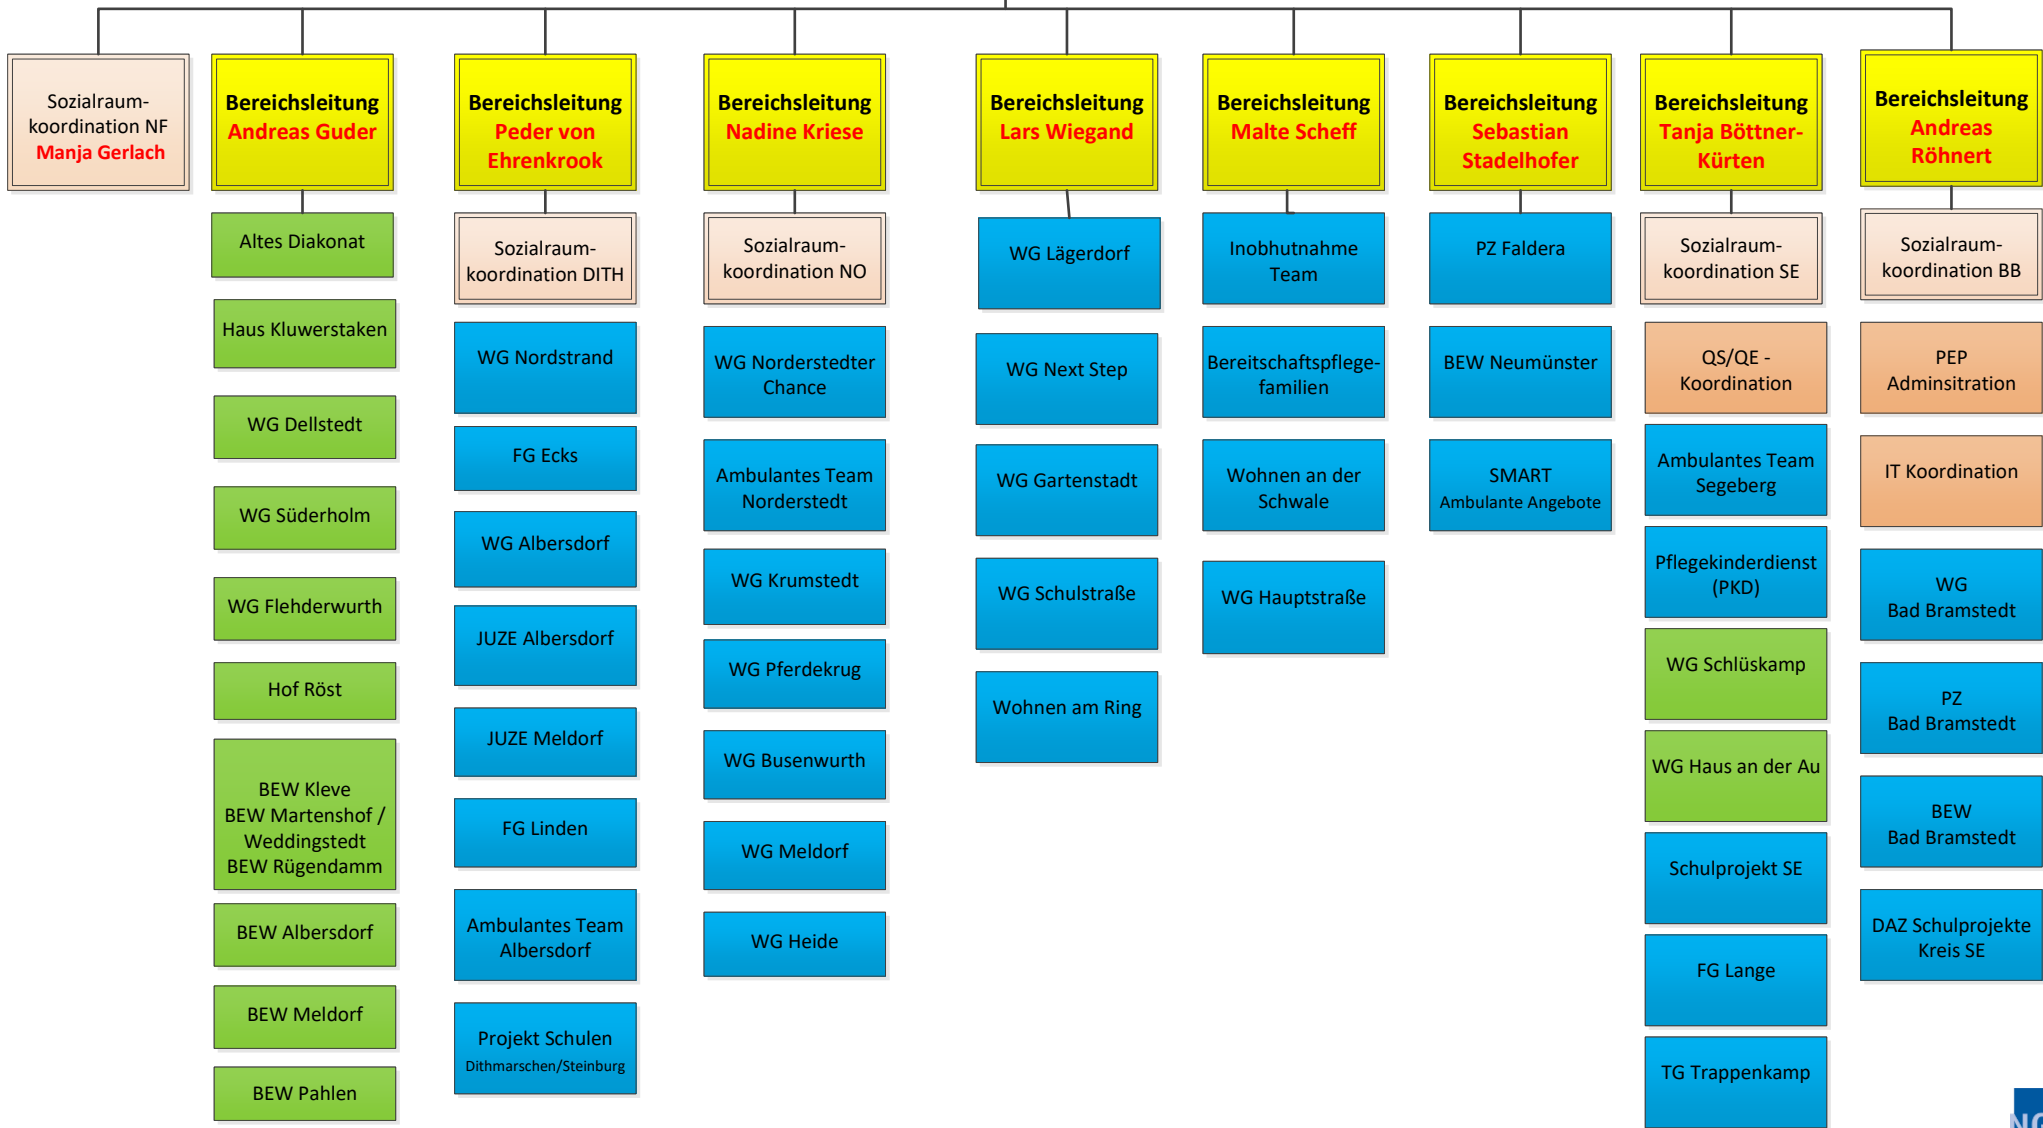 Sozialraum-
koordination NF
Manja Gerlach
Bereichsleitung
Andreas Guder
Altes Diakonat
Haus Kluwerstaken
WG Dellstedt
WG Süderholm
WG Flehderwurth
Hof Röst
BEW Kleve
BEW Martenshof /
Weddingstedt
BEW Rügendamm
BEW Albersdorf
BEW Meldorf
BEW Pahlen
Bereichsleitung
Peder von
Ehrenkrook
Sozialraum-
koordination DITH
WG Nordstrand
FG Ecks
WG Albersdorf
JUZE Albersdorf
JUZE Meldorf
FG Linden
Ambulantes Team
Albersdorf
Projekt Schulen
Dithmarschen/Steinburg
Bereichsleitung
Nadine Kriese
Sozialraum-
koordination NO
WG Norderstedter
Chance
Ambulantes Team
Norderstedt
WG Krumstedt
WG Pferdekrug
WG Busenwurth
WG Meldorf
WG Heide
Bereichsleitung
Lars Wiegand
WG Lägerdorf
WG Next Step
WG Gartenstadt
WG Schulstraße
Wohnen am Ring
Bereichsleitung
Malte Scheff
Inobhutnahme
Team
Bereitschaftspflege-
familien
Wohnen an der
Schwale
WG Hauptstraße
Bereichsleitung
Sebastian
Stadelhofer
PZ Faldera
BEW Neumünster
SMART
Ambulante Angebote
Bereichsleitung
Tanja Böttner-
Kürten
Sozialraum-
koordination SE
QS/QE -
Koordination
Ambulantes Team
Segeberg
Pflegekinderdienst
(PKD)
WG Schlüskamp
WG Haus an der Au
Schulprojekt SE
FG Lange
TG Trappenkamp
Bereichsleitung
Andreas
Röhnert
Sozialraum-
koordination BB
PEP
Adminsitration
IT Koordination
WG
Bad Bramstedt
PZ
Bad Bramstedt
BEW
Bad Bramstedt
DAZ Schulprojekte
Kreis SE